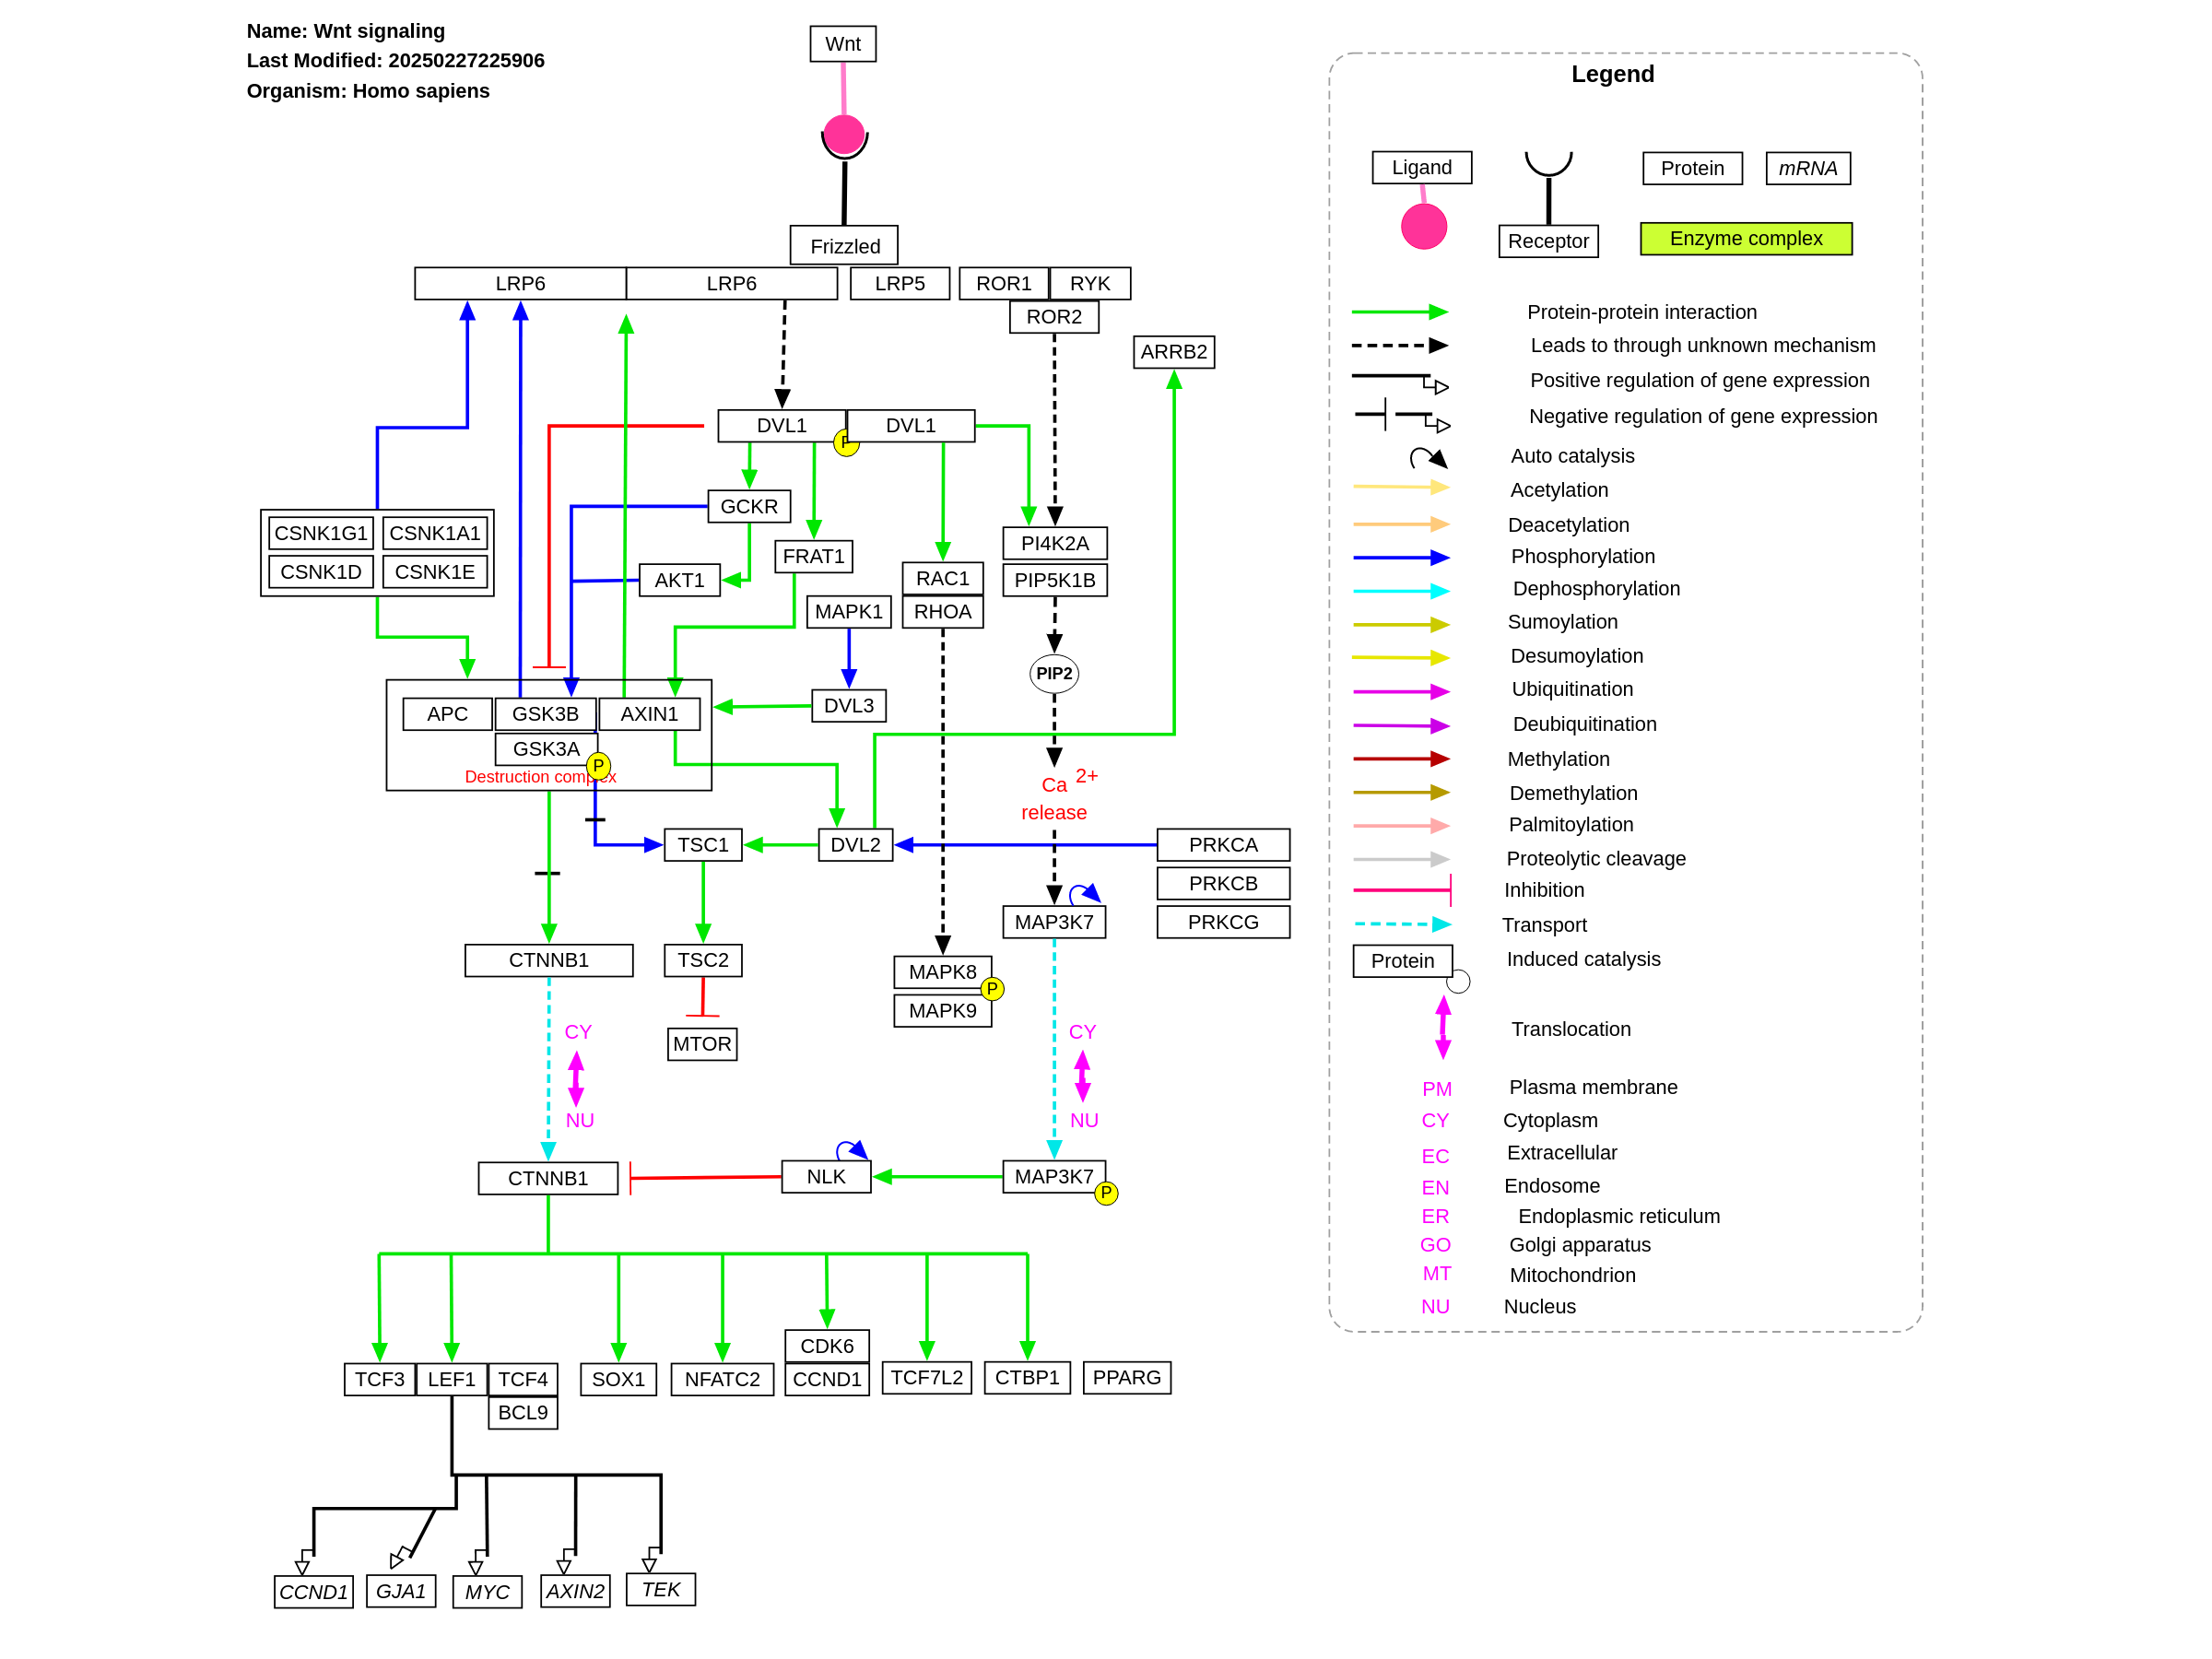 Name: Wnt signaling
Last Modified: 20250227225906
Organism: Homo sapiens
Wnt
Frizzled
LRP6
LRP6
LRP5
ROR1
RYK
ROR2
ARRB2
DVL1
P
DVL1
GCKR
CSNK1G1
CSNK1A1
CSNK1D
CSNK1E
FRAT1
AKT1
MAPK1
RAC1
RHOA
PI4K2A
PIP5K1B
PIP2
APC
GSK3B
AXIN1
GSK3A
P
Destruction complex
DVL3
Ca 2+
release
TSC1
DVL2
PRKCA
PRKCB
PRKCG
MAP3K7
CTNNB1
TSC2
MAPK8
P
MAPK9
MTOR
CY
NU
CY
NU
CTNNB1
NLK
MAP3K7
P
CDK6
TCF3
LEF1
TCF4
BCL9
SOX1
NFATC2
CCND1
TCF7L2
CTBP1
PPARG
CCND1
GJA1
MYC
AXIN2
TEK
Legend
Ligand
Receptor
Protein
mRNA
Enzyme complex
Protein-protein interaction
Leads to through unknown mechanism
Positive regulation of gene expression
Negative regulation of gene expression
Auto catalysis
Acetylation
Deacetylation
Phosphorylation
Dephosphorylation
Sumoylation
Desumoylation
Ubiquitination
Deubiquitination
Methylation
Demethylation
Palmitoylation
Proteolytic cleavage
Inhibition
Transport
Protein
Induced catalysis
Translocation
PM Plasma membrane
CY Cytoplasm
EC Extracellular
EN Endosome
ER Endoplasmic reticulum
GO Golgi apparatus
MT Mitochondrion
NU Nucleus